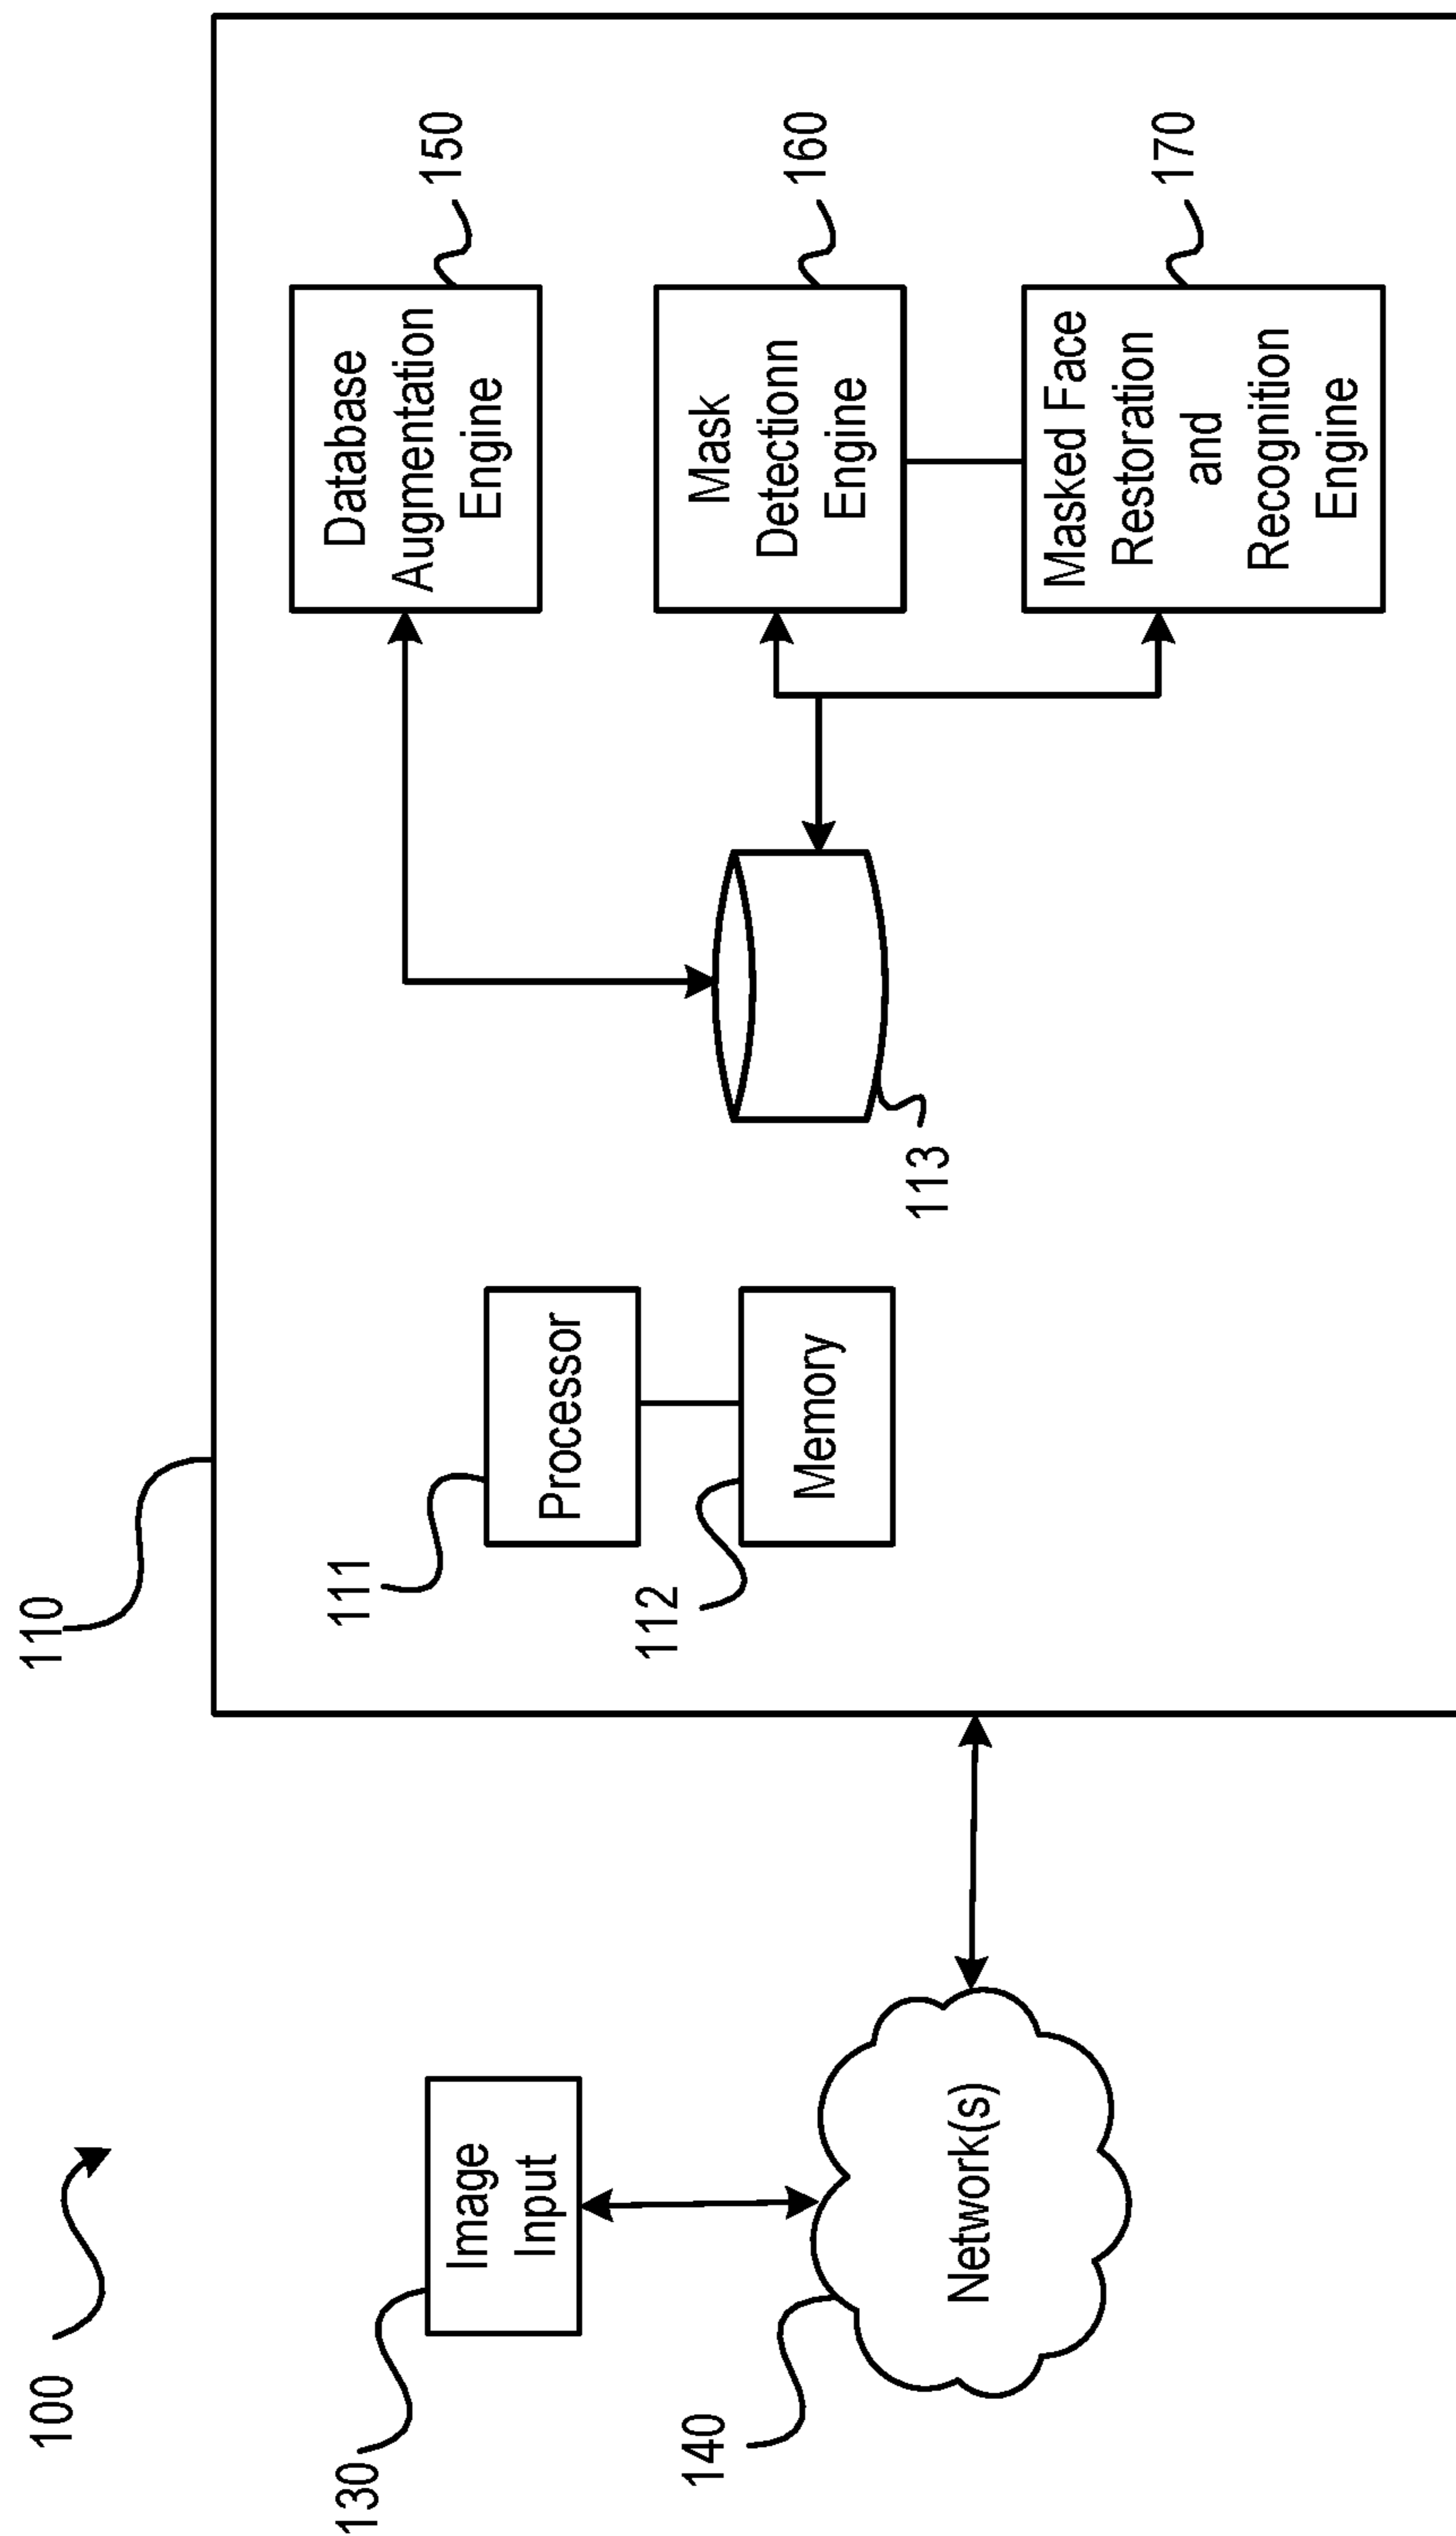 100
110
130
Image
Input
140
Network(s)
111
Processor
112
Memory
113
Database
Augmentation
Engine
150
Mask
Detectionn
Engine
160
Masked Face
Restoration
and
Recognition
Engine
170